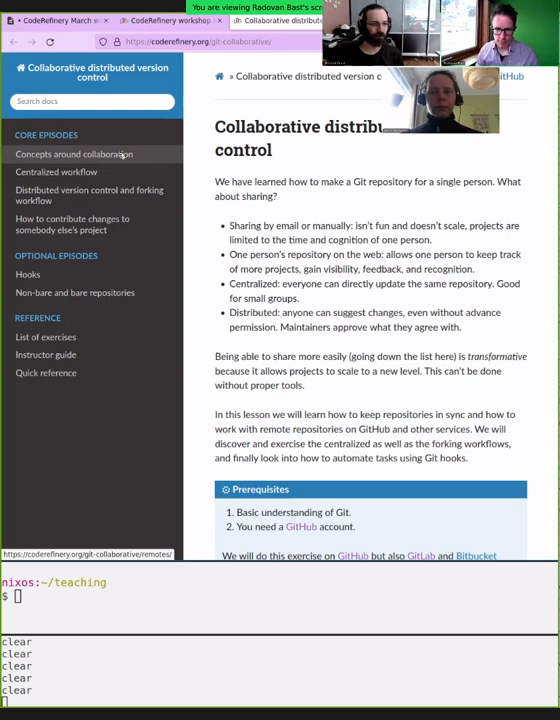 You are viewing Radovan Bast's scr
CodeRefinery March w
CodeRefinery workshop
Collaborative distribut
https://coderefinery.org/git-collaborative/
Collaborative distributed version
control
Search docs
CORE EPISODES
Concepts around collaboration
Centralized workflow
Distributed version control and forking
workflow
How to contribute changes to
somebody else's project
OPTIONAL EPISODES
Hooks
Non-bare and bare repositories
REFERENCE
List of exercises
Instructor guide
Quick reference
https://coderefinery.org/git-collaborative/remotes/
» Collaborative distributed version c
itHub
Collaborative distribu
control
We have learned how to make a Git repository for a single person. What
about sharing?
• Sharing by email or manually: isn't fun and doesn't scale, projects are
limited to the time and cognition of one person.
• One person's repository on the web: allows one person to keep track
of more projects, gain visibility, feedback, and recognition.
• Centralized: everyone can directly update the same repository. Good
for small groups.
• Distributed: anyone can suggest changes, even without advance
permission. Maintainers approve what they agree with.
Being able to share more easily (going down the list here) is transformative
because it allows projects to scale to a new level. This can't be done
without proper tools.
In this lesson we will learn how to keep repositories in sync and how to
work with remote repositories on GitHub and other services. We will
discover and exercise the centralized as well as the forking workflows,
and finally look into how to automate tasks using Git hooks.
Prerequisites
1. Basic understanding of Git.
2. You need a GitHub account.
We will do this exercise on GitHub but also GitLab and Bitbucket
nixos:~/teaching
$
clear
clear
clear
clear
clear